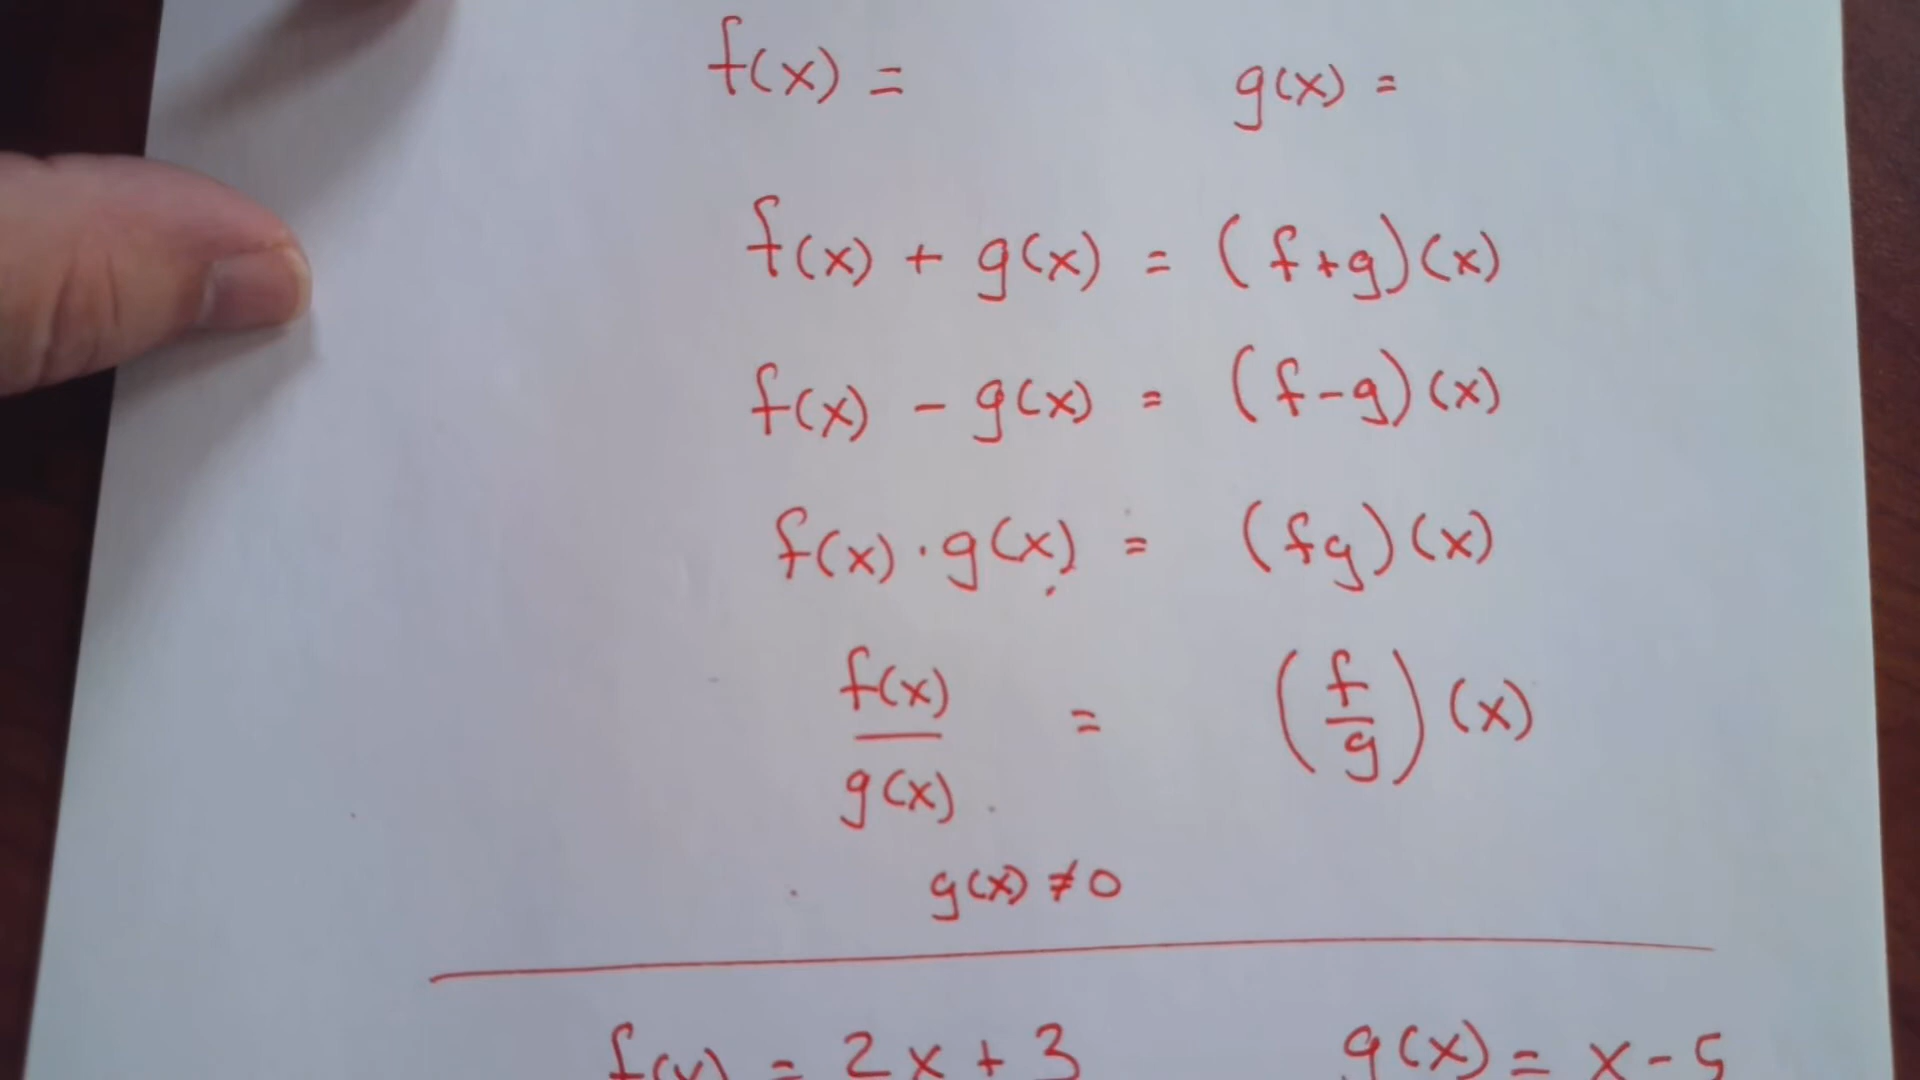 f(x) = g(x) =
f(x) + g(x) = (f+g)(x)
f(x) - g(x) = (f-g)(x)
f(x) · g(x) = (fg)(x)
f(x)/g(x) = (f/g)(x)
g(x) ≠ 0
f(x) = 2x + 3 g(x) = x - 5